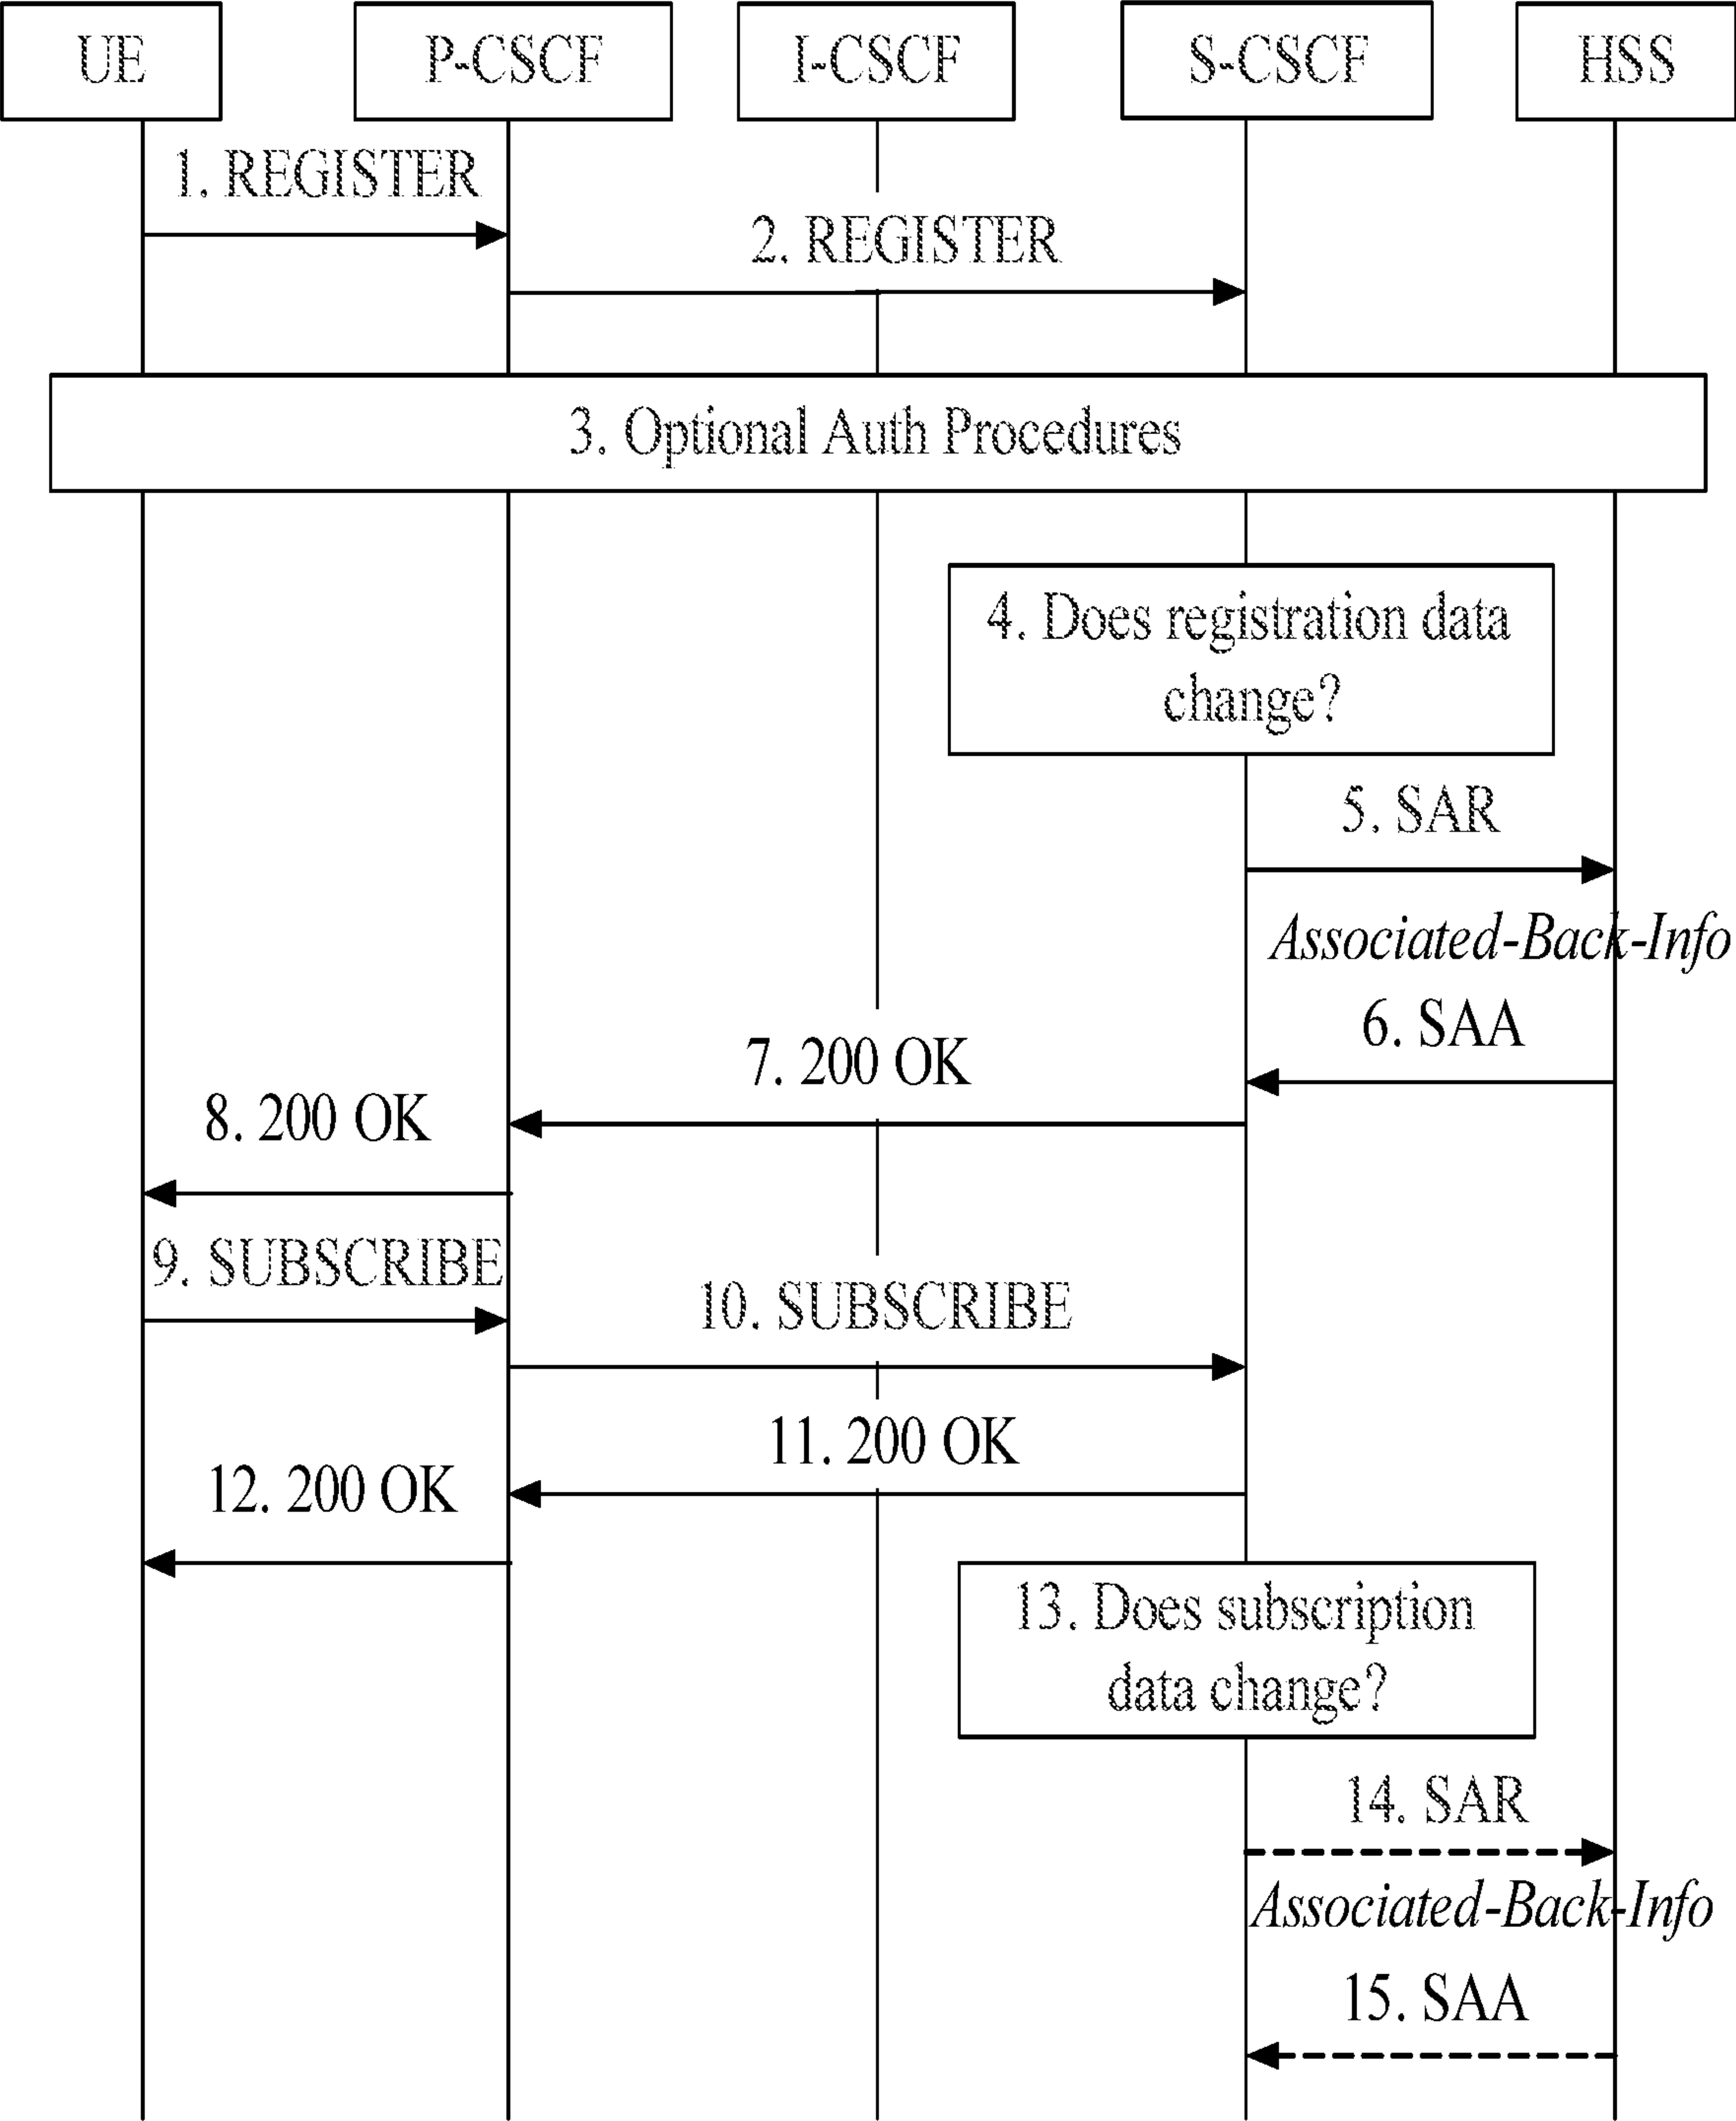 UE
P-CSCF
I-CSCF
S-CSCF
HSS
1. REGISTER
2. REGISTER
3. Optional Auth Procedures
4. Does registration data
change?
5. SAR
Associated-Back-Info
6. SAA
7. 200 OK
8. 200 OK
9. SUBSCRIBE
10. SUBSCRIBE
11. 200 OK
12. 200 OK
13. Does subscription
data change?
14. SAR
Associated-Back-Info
15. SAA